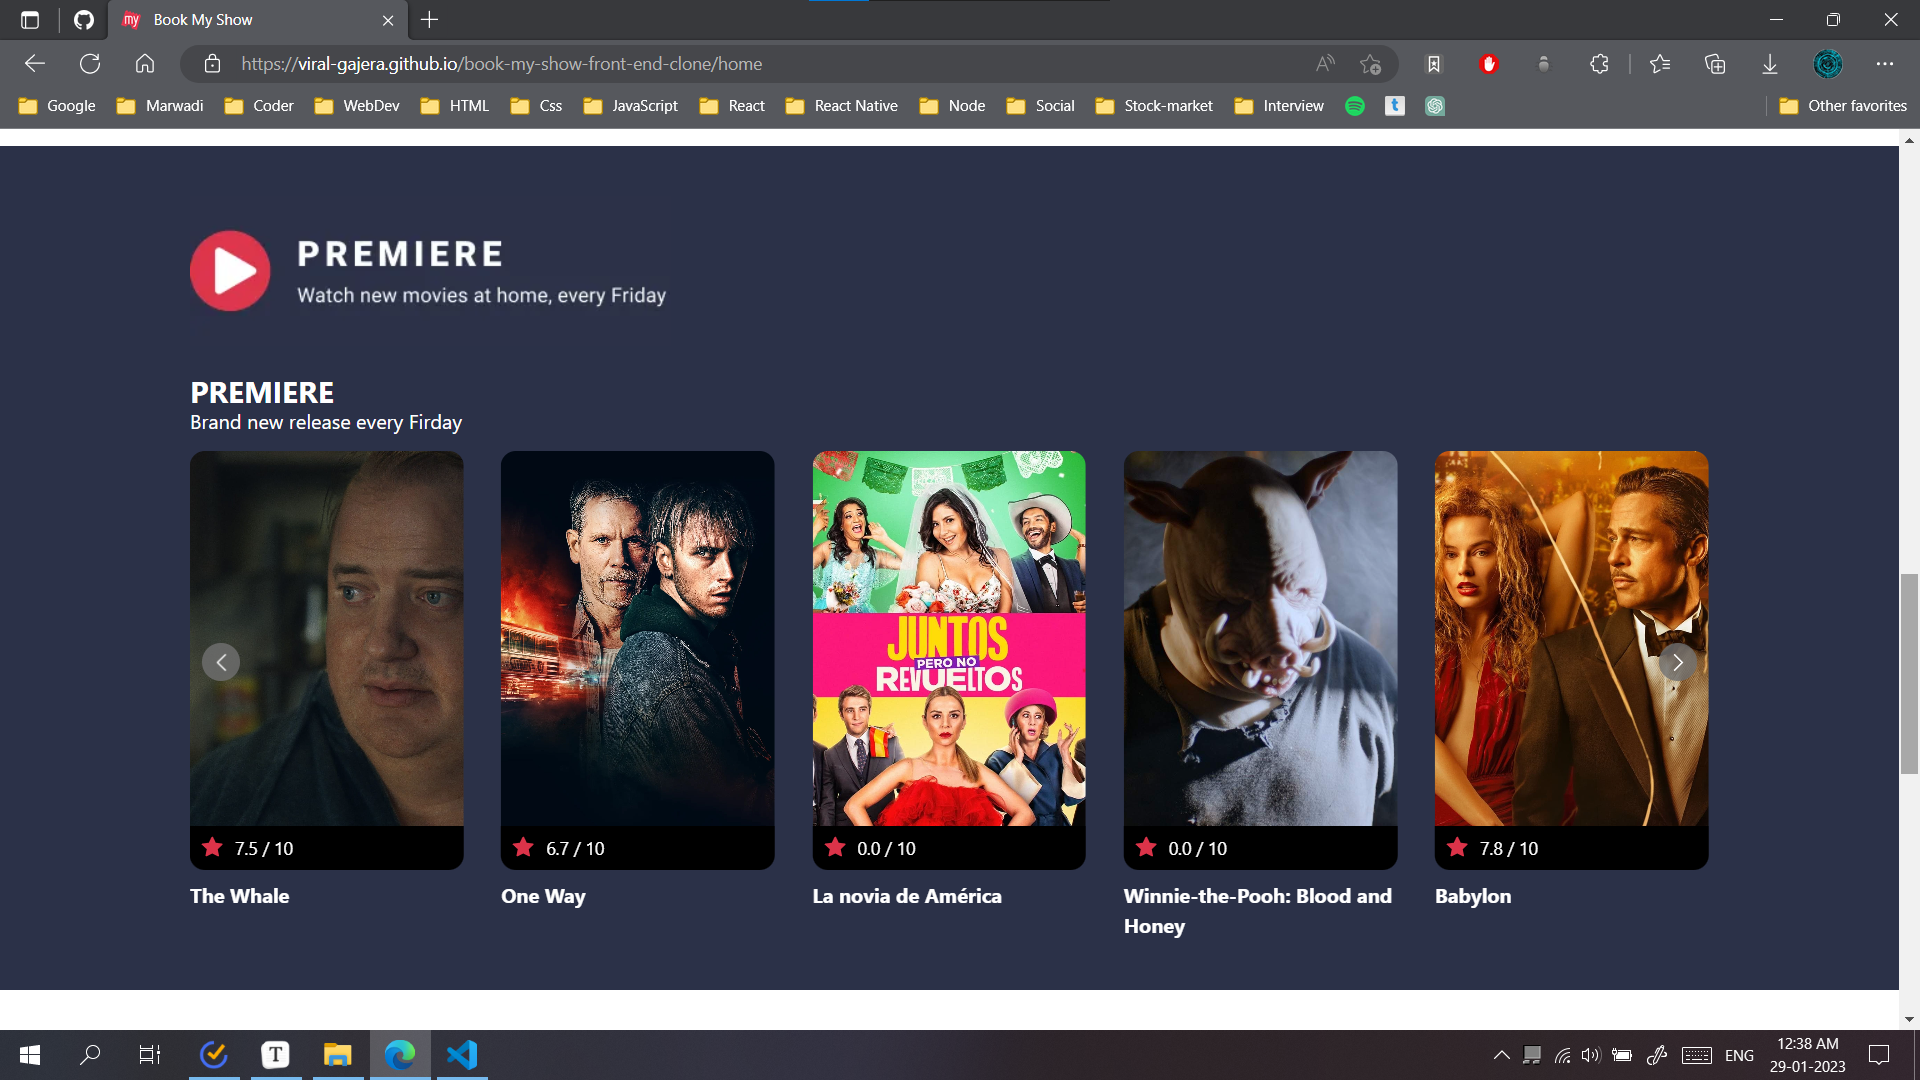 my Book My Show
https://viral-gajera.github.io/book-my-show-front-end-clone/home
Google Marwadi Coder WebDev HTML Css JavaScript React React Native Node Social Stock-market Interview t Other favorites
PREMIERE
Watch new movies at home, every Friday
PREMIERE
Brand new release every Firday
JUNTOS
PERO NO
REVUELTOS
7.5 / 10 6.7 / 10 0.0 / 10 0.0 / 10 7.8 / 10
The Whale One Way La novia de América Winnie-the-Pooh: Blood and Babylon
Honey
T ENG 12:38 AM
29-01-2023